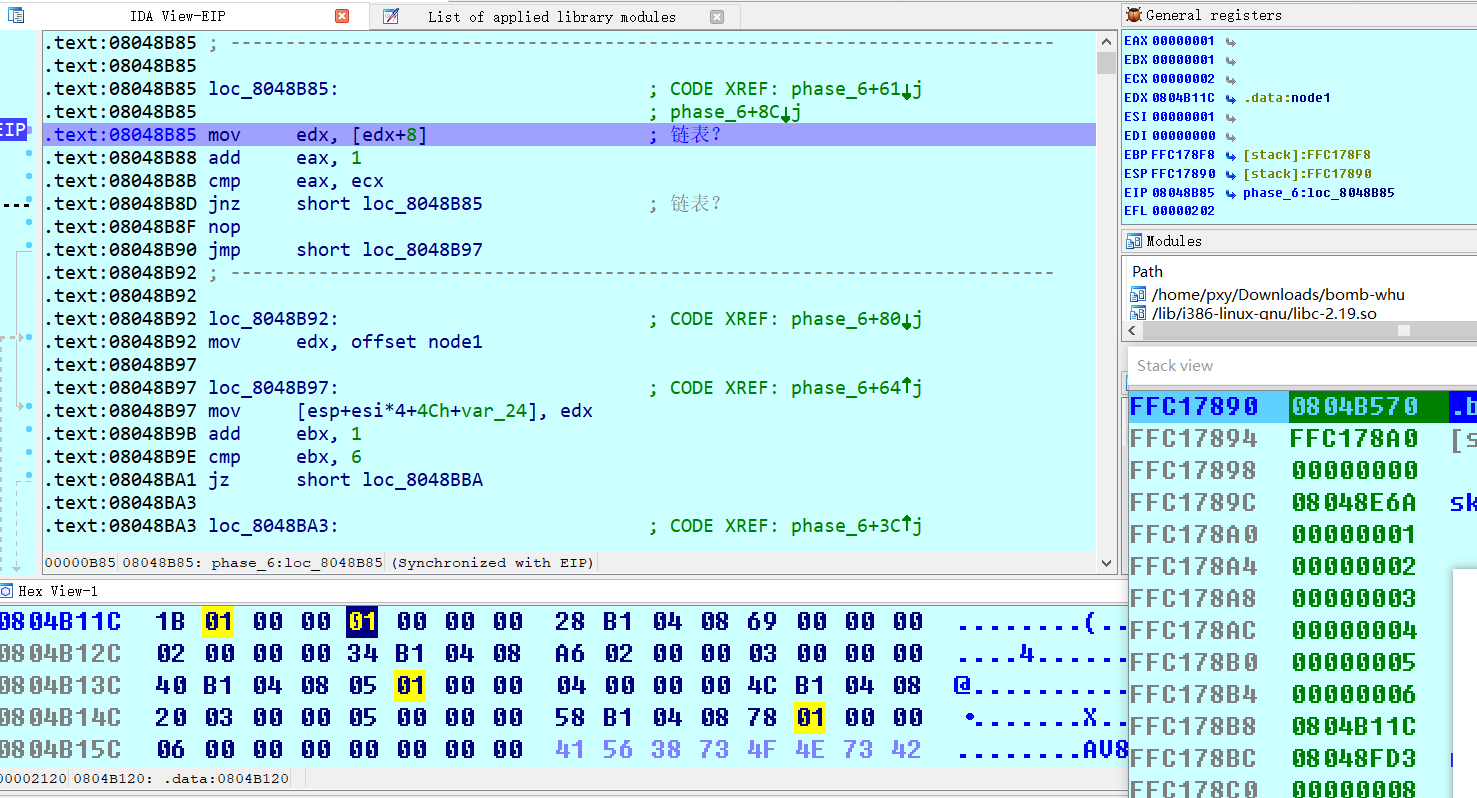 IDA View-EIP
List of applied library modules
.text:08048B85 ; ---------------------------------------------------------------------------
.text:08048B85
.text:08048B85 loc_8048B85: ; CODE XREF: phase_6+61↓j
.text:08048B85 ; phase_6+8C↓j
EIP .text:08048B85 mov edx, [edx+8] ; 链表?
.text:08048B88 add eax, 1
.text:08048B8B cmp eax, ecx
.text:08048B8D jnz short loc_8048B85 ; 链表?
.text:08048B8F nop
.text:08048B90 jmp short loc_8048B97
.text:08048B92 ; ---------------------------------------------------------------------------
.text:08048B92
.text:08048B92 loc_8048B92: ; CODE XREF: phase_6+80↓j
.text:08048B92 mov edx, offset node1
.text:08048B97
.text:08048B97 loc_8048B97: ; CODE XREF: phase_6+64↑j
.text:08048B97 mov [esp+esi*4+4Ch+var_24], edx
.text:08048B9B add ebx, 1
.text:08048B9E cmp ebx, 6
.text:08048BA1 jz short loc_8048BBA
.text:08048BA3
.text:08048BA3 loc_8048BA3: ; CODE XREF: phase_6+3C↑j
00000B85 08048B85: phase_6:loc_8048B85 (Synchronized with EIP)
General registers
EAX 00000001
EBX 00000001
ECX 00000002
EDX 0804B11C .data:node1
ESI 00000001
EDI 00000000
EBP FFC178F8 [stack]:FFC178F8
ESP FFC17890 [stack]:FFC17890
EIP 08048B85 phase_6:loc_8048B85
EFL 00000202
Modules
Path
/home/pxy/Downloads/bomb-whu
/lib/i386-linux-gnu/libc-2.19.so
Stack view
FFC17890 0804B570 .b
FFC17894 FFC178A0 [s
FFC17898 00000000
FFC1789C 08048E6A sk
FFC178A0 00000001
FFC178A4 00000002
FFC178A8 00000003
FFC178AC 00000004
FFC178B0 00000005
FFC178B4 00000006
FFC178B8 0804B11C
FFC178BC 08048FD3
FFC178C0 00000008
Hex View-1
0804B11C 1B 01 00 00 01 00 00 00 28 B1 04 08 69 00 00 00 ........(..
0804B12C 02 00 00 00 34 B1 04 08 A6 02 00 00 03 00 00 00 ....4......
0804B13C 40 B1 04 08 05 01 00 00 04 00 00 00 4C B1 04 08 @..........
0804B14C 20 03 00 00 05 00 00 00 58 B1 04 08 78 01 00 00 •.......X..
0804B15C 06 00 00 00 00 00 00 00 41 56 38 73 4F 4E 73 42 ........AV8
00002120 0804B120: .data:0804B120